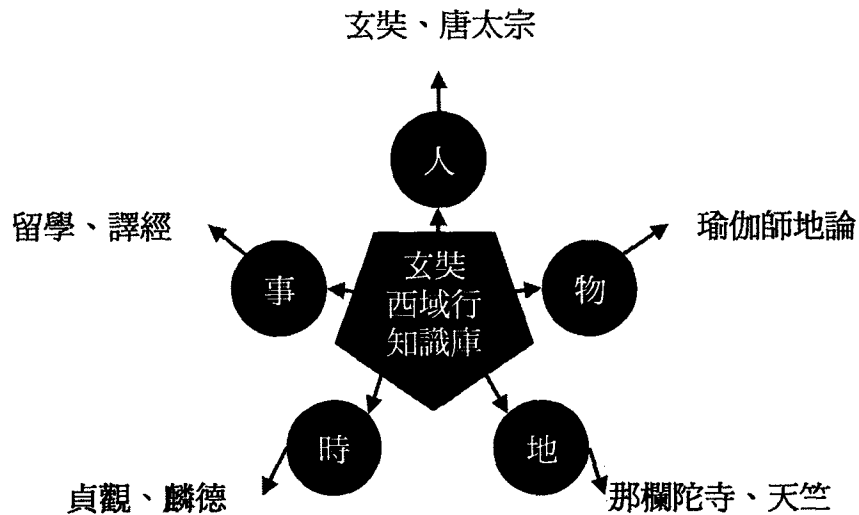 玄奘、唐太宗
人
留學、譯經
瑜伽師地論
事
玄奘
西域行
知識庫
物
時
地
貞觀、麟德
那欄陀寺、天竺